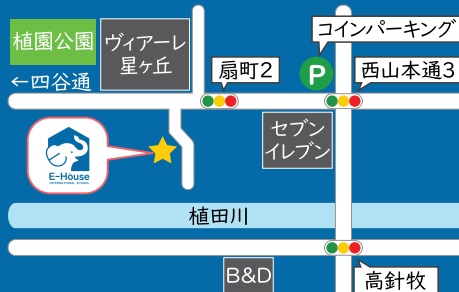 コインパーキング
植園公園
ヴィアーレ
星ヶ丘
扇町2
P
西山本通3
←四谷通
セブン
イレブン
E-House
INTERNATIONAL SCHOOL
植田川
B&D
高針牧